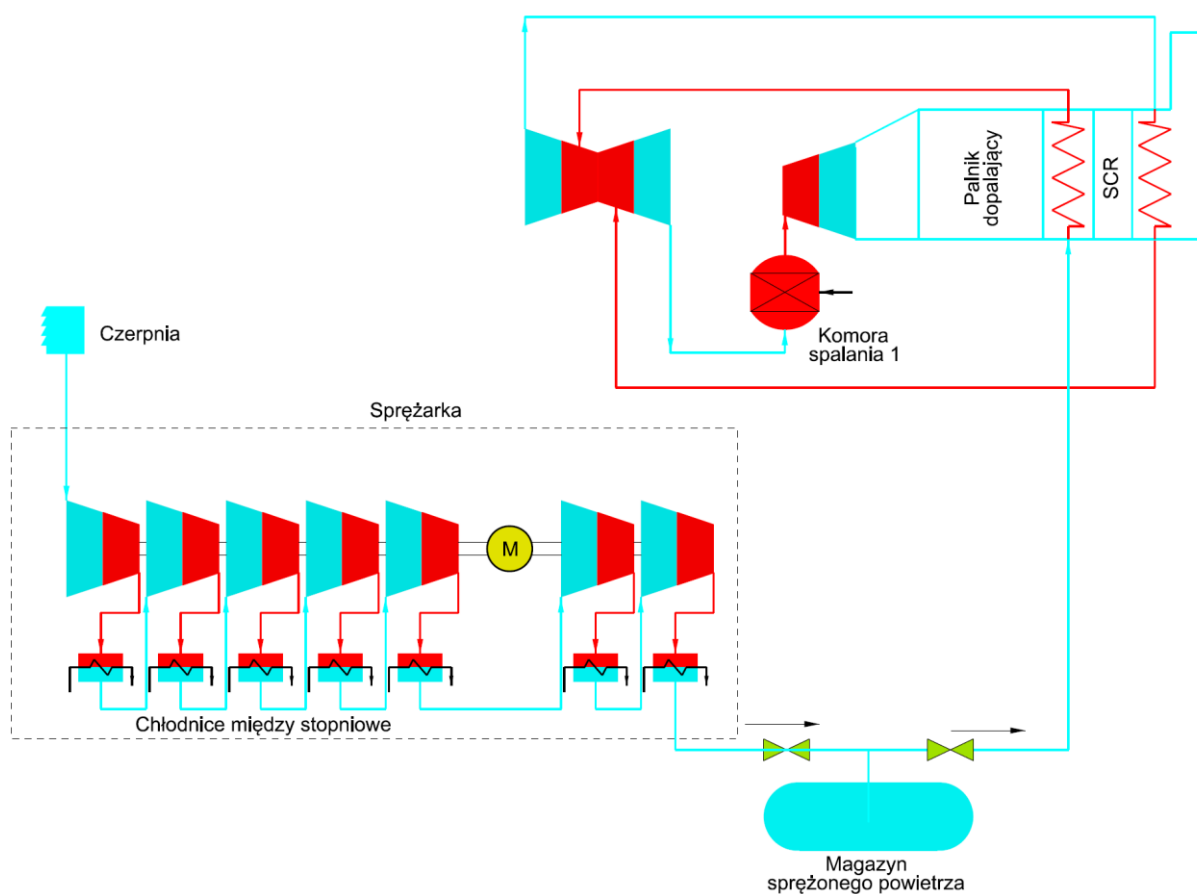 Palnik
dopalający
SCR
Czerpnia
Komora
spalania 1
Sprężarka
M
Chłodnice między stopniowe
Magazyn
sprężonego powietrza